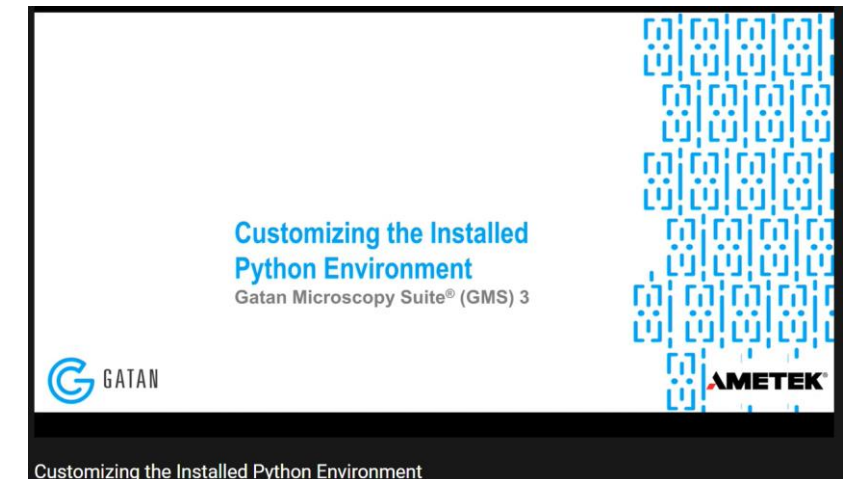 Customizing the Installed
Python Environment
Gatan Microscopy Suite® (GMS) 3
GATAN
AMETEK®
Customizing the Installed Python Environment